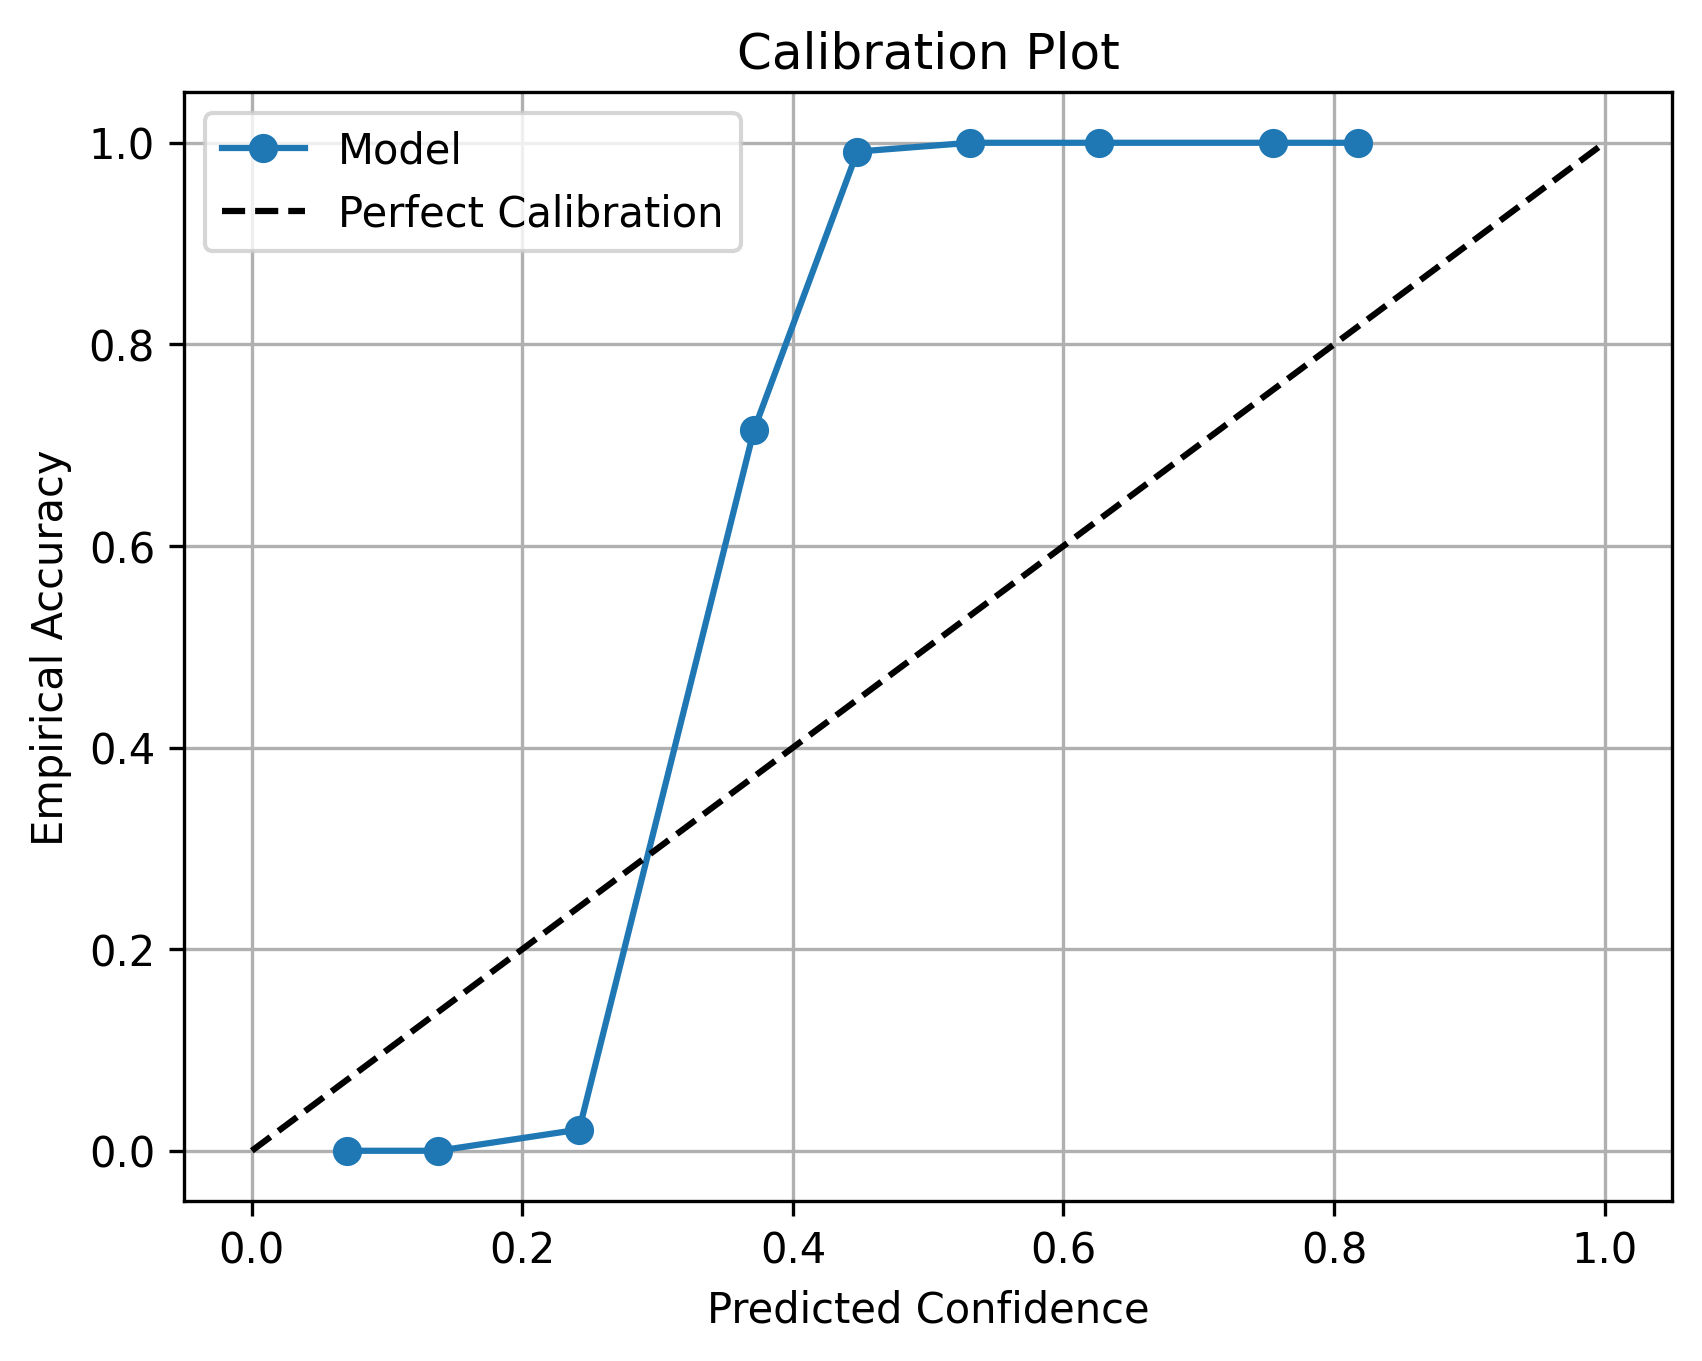 Calibration Plot
Model
Perfect Calibration
1.0
0.8
0.6
0.4
0.2
0.0
Empirical Accuracy
0.0 0.2 0.4 0.6 0.8 1.0
Predicted Confidence